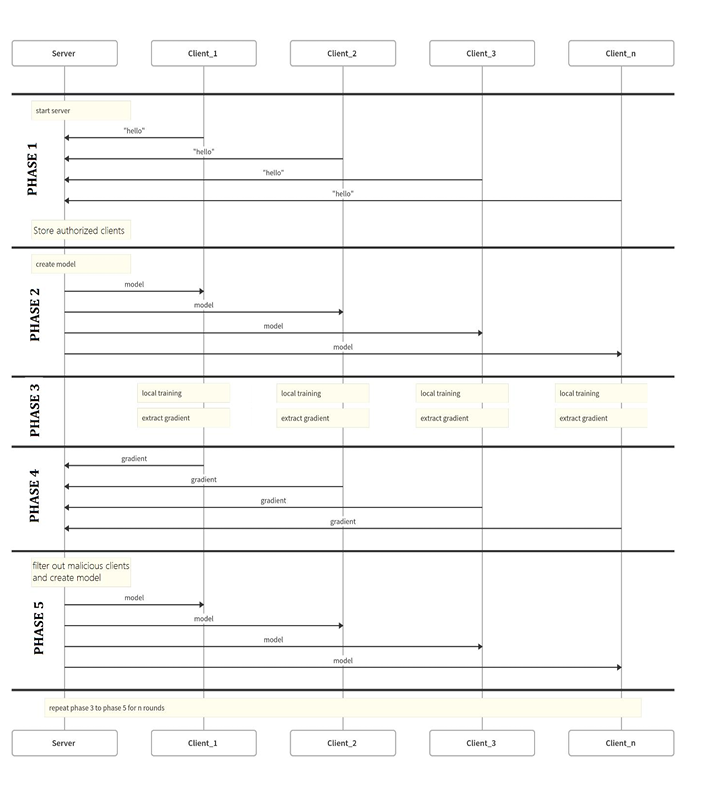 Server Client_1 Client_2 Client_3 Client_n
PHASE 1
start server
"hello"
"hello"
"hello"
"hello"
Store authorized clients
PHASE 2
create model
model
model
model
model
PHASE 3
local training local training local training local training
extract gradient extract gradient extract gradient extract gradient
PHASE 4
gradient
gradient
gradient
gradient
PHASE 5
filter out malicious clients
and create model
model
model
model
model
repeat phase 3 to phase 5 for n rounds
Server Client_1 Client_2 Client_3 Client_n